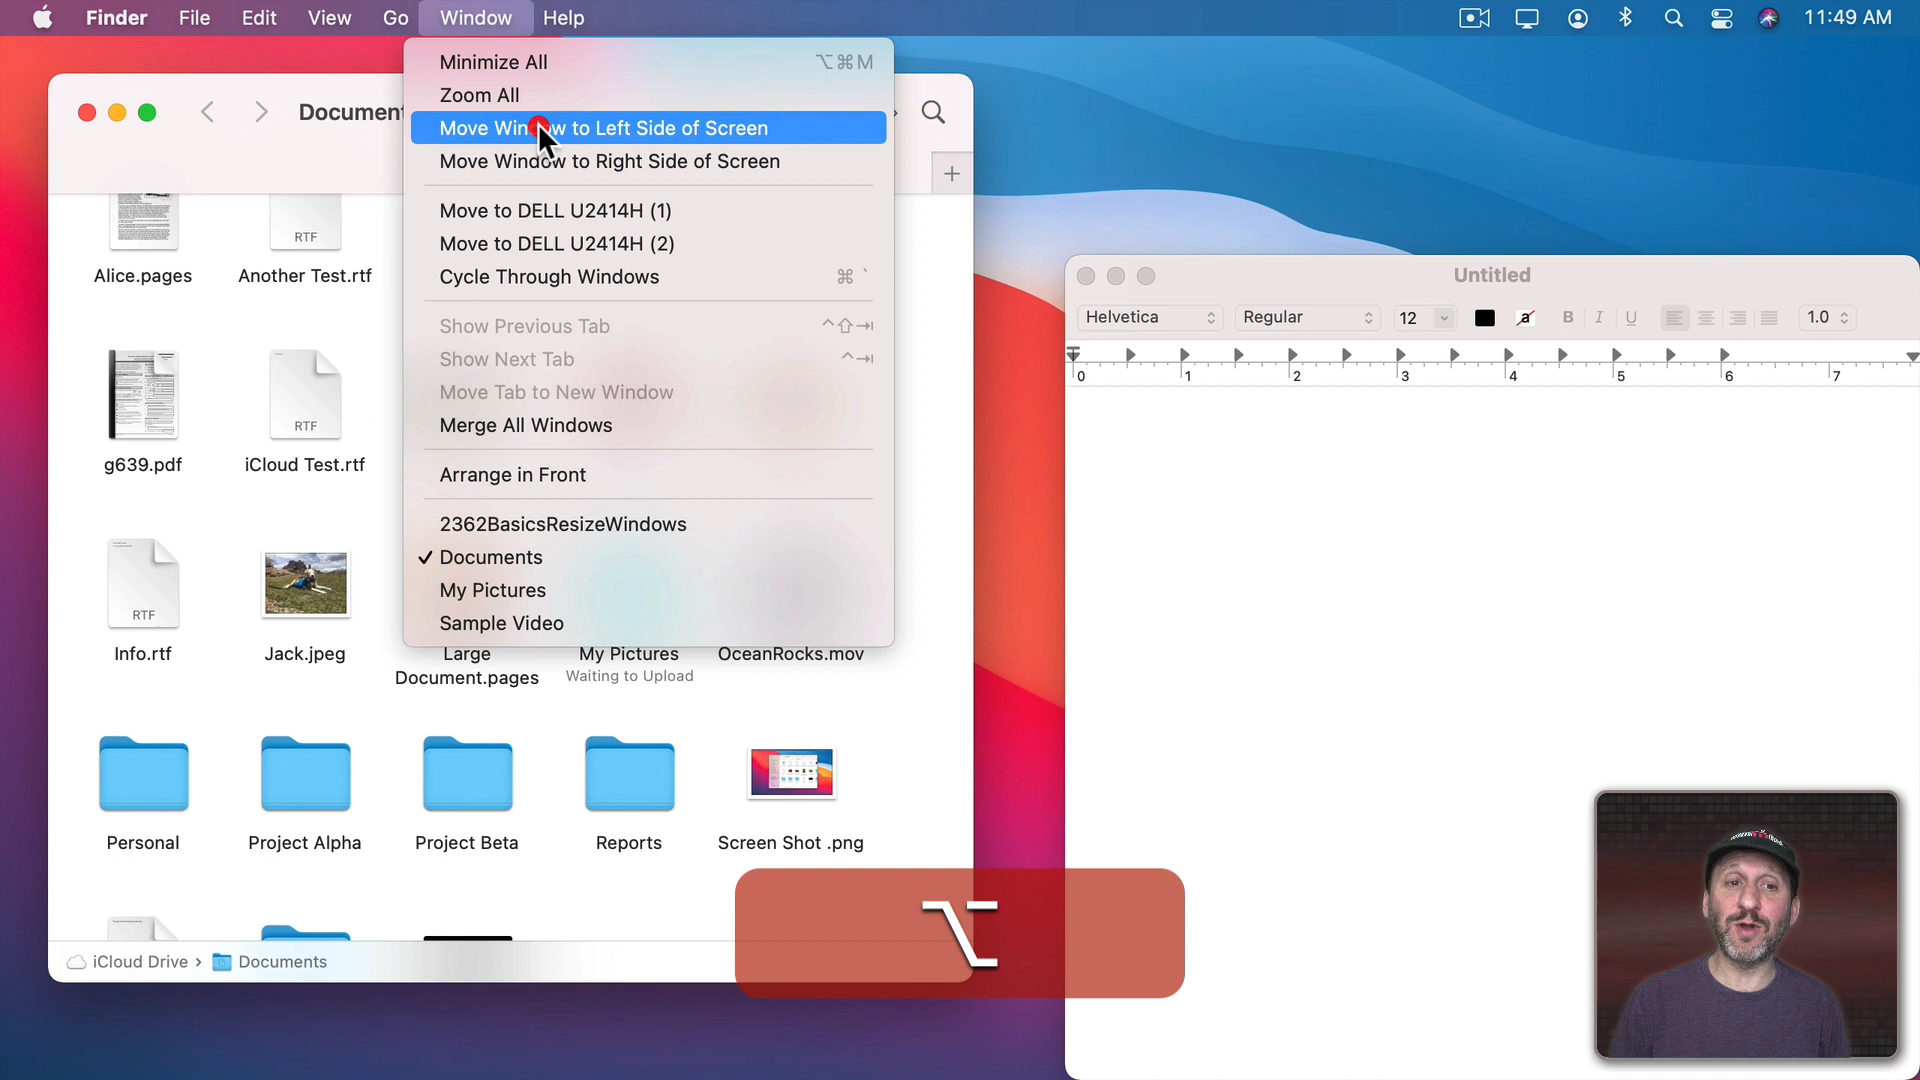 Finder File Edit View Go Window Help 11:49 AM
Minimize All ⌥⌘M
Zoom All
Move Window to Left Side of Screen
Move Window to Right Side of Screen
Move to DELL U2414H (1)
Move to DELL U2414H (2)
Cycle Through Windows ⌘`
Show Previous Tab ^⇧⇥
Show Next Tab ^⇥
Move Tab to New Window
Merge All Windows
Arrange in Front
2362BasicsResizeWindows
✓ Documents
My Pictures
Sample Video
Document
RTF
Alice.pages Another Test.rtf
RTF
g639.pdf iCloud Test.rtf
RTF
Info.rtf Jack.jpeg Large Document.pages My Pictures OceanRocks.mov
Waiting to Upload
Personal Project Alpha Project Beta Reports Screen Shot .png
iCloud Drive › Documents
⌥
Untitled
Helvetica Regular 12 a B I U 1.0
0 1 2 3 4 5 6 7